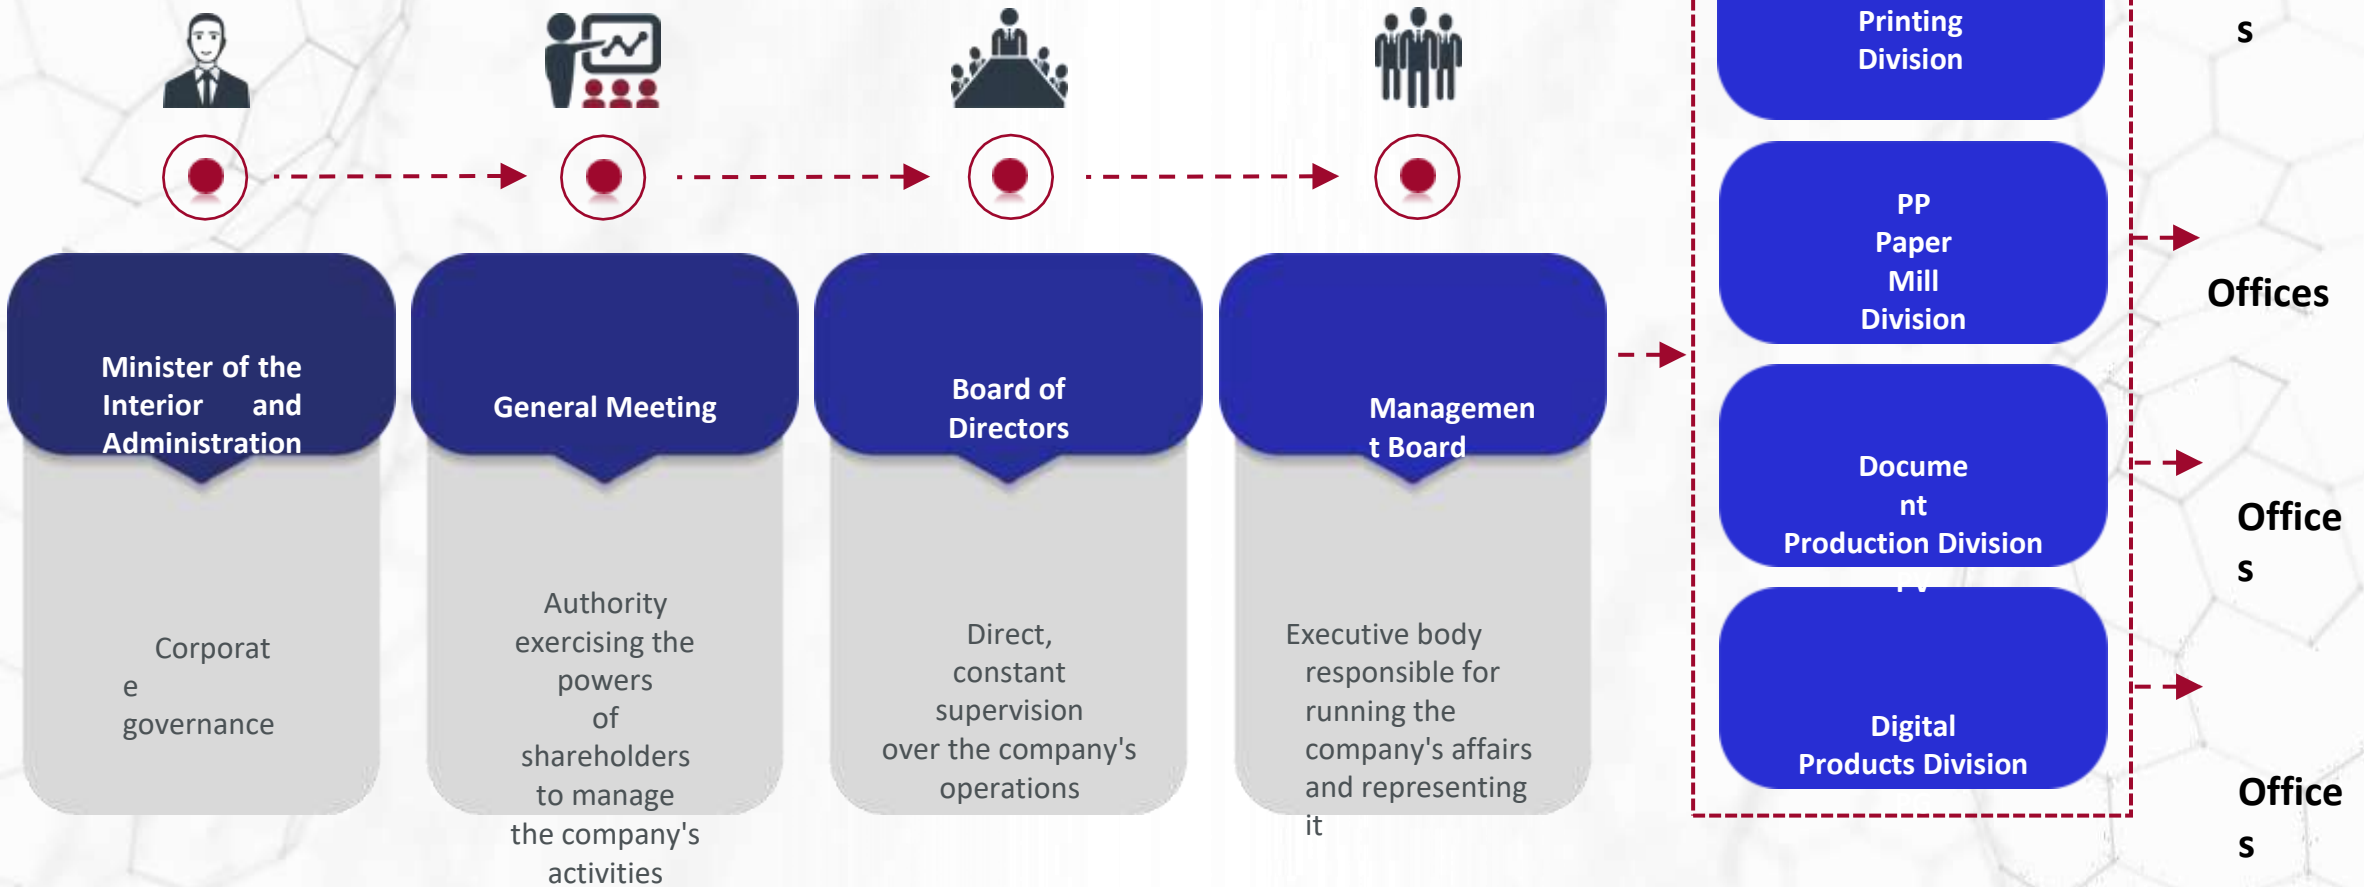 Minister of the
Interior and
Administration
Corporat
e
governance
General Meeting
Authority
exercising the
powers
of
shareholders
to manage
the company's
activities
Board of
Directors
Direct,
constant
supervision
over the company's
operations
Managemen
t Board
Executive body
responsible for
running the
company's affairs
and representing
it
Printing
Division
s
PP
Paper
Mill
Division
Offices
Docume
nt
Production Division
Office
s
Digital
Products Division
Office
s